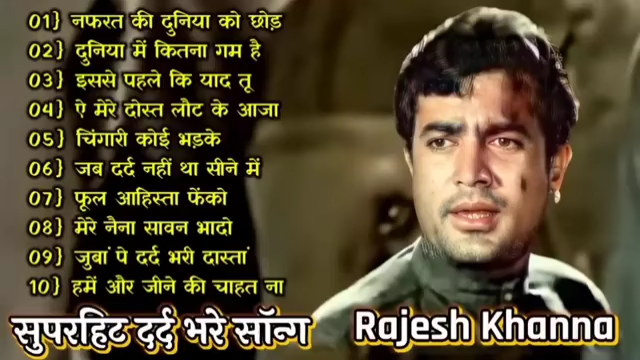 01} नफरत की दुनिया को छोड़
02} दुनिया में कितना गम है
03} इससे पहले कि याद तू
04} ऐ मेरे दोस्त लौट के आजा
05} चिंगारी कोई भड़के
06} जब दर्द नहीं था सीने में
07} फूल आहिस्ता फेंको
08} मेरे नैना सावन भादो
09} जुबां पे दर्द भरी दास्तां
10} हमें और जीने की चाहत ना
सुपरहिट दर्द भरे सॉन्ग Rajesh Khanna